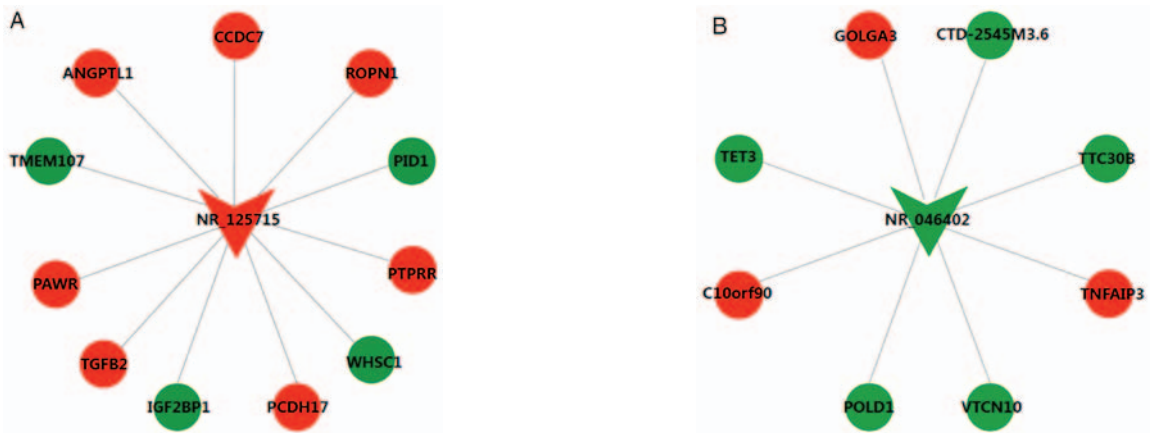 A
CCDC7
ANGPTL1
ROPN1
TMEM107
PID1
NR_125715
PAWR
PTPRR
TGFB2
WHSC1
IGF2BP1
PCDH17
B
GOLGA3
CTD-2545M3.6
TET3
TTC30B
NR_046402
C10orf90
TNFAIP3
POLD1
VTCN10